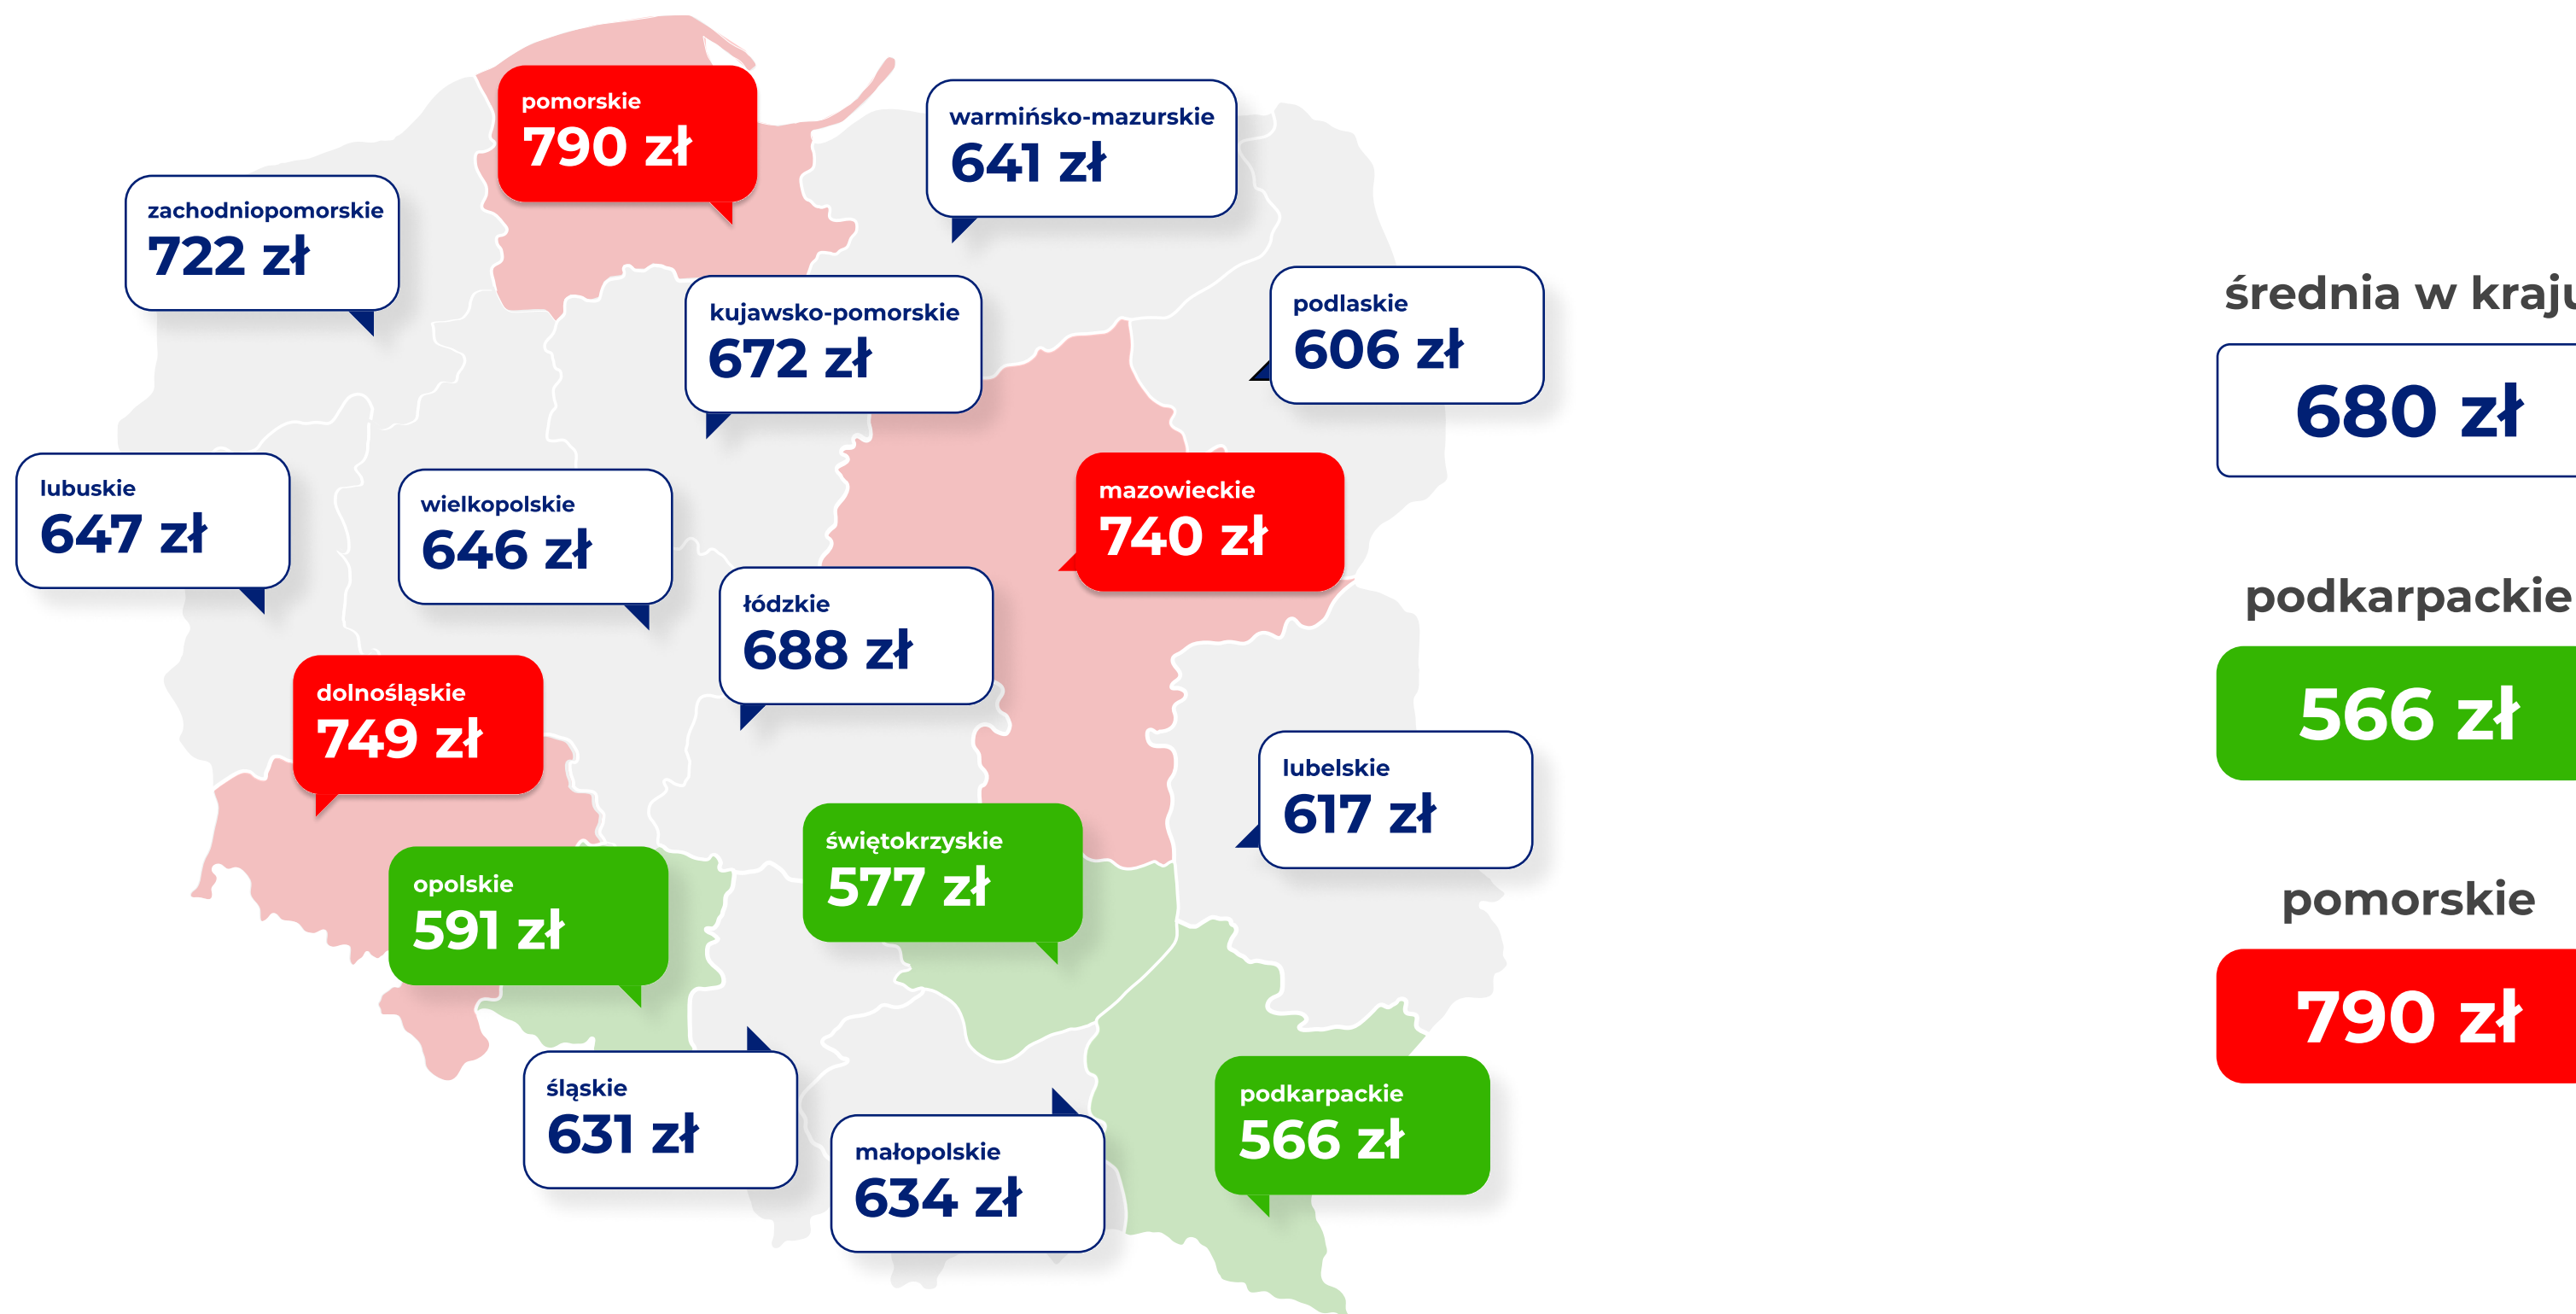 pomorskie
790 zł
warmińsko-mazurskie
641 zł
zachodniopomorskie
722 zł
kujawsko-pomorskie
672 zł
podlaskie
606 zł
lubuskie
647 zł
wielkopolskie
646 zł
mazowieckie
740 zł
łódzkie
688 zł
dolnośląskie
749 zł
lubelskie
617 zł
świętokrzyskie
577 zł
opolskie
591 zł
śląskie
631 zł
małopolskie
634 zł
podkarpackie
566 zł
średnia w kraju
680 zł
podkarpackie
566 zł
pomorskie
790 zł